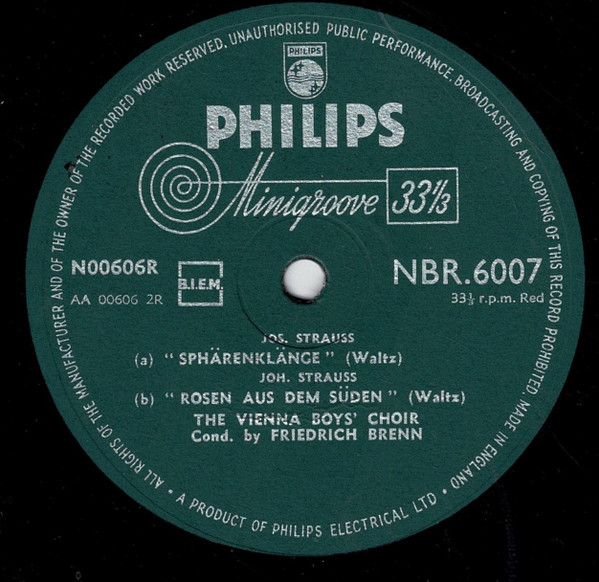 ALL RIGHTS OF THE MANUFACTURER AND OF THE OWNER OF THE RECORDED WORK RESERVED. UNAUTHORISED PUBLIC PERFORMANCE, BROADCASTING AND COPYING OF THIS RECORD PROHIBITED. MADE IN ENGLAND
PHILIPS
PHILIPS
Minigroove 33⅓
N00606R
B.I.E.M.
NBR.6007
AA 00606 2R
33⅓ r.p.m. Red
JOS. STRAUSS
(a) "SPHÄRENKLÄNGE" (Waltz)
JOH. STRAUSS
(b) "ROSEN AUS DEM SÜDEN" (Waltz)
THE VIENNA BOYS' CHOIR
Cond. by FRIEDRICH BRENN
• A PRODUCT OF PHILIPS ELECTRICAL LTD •